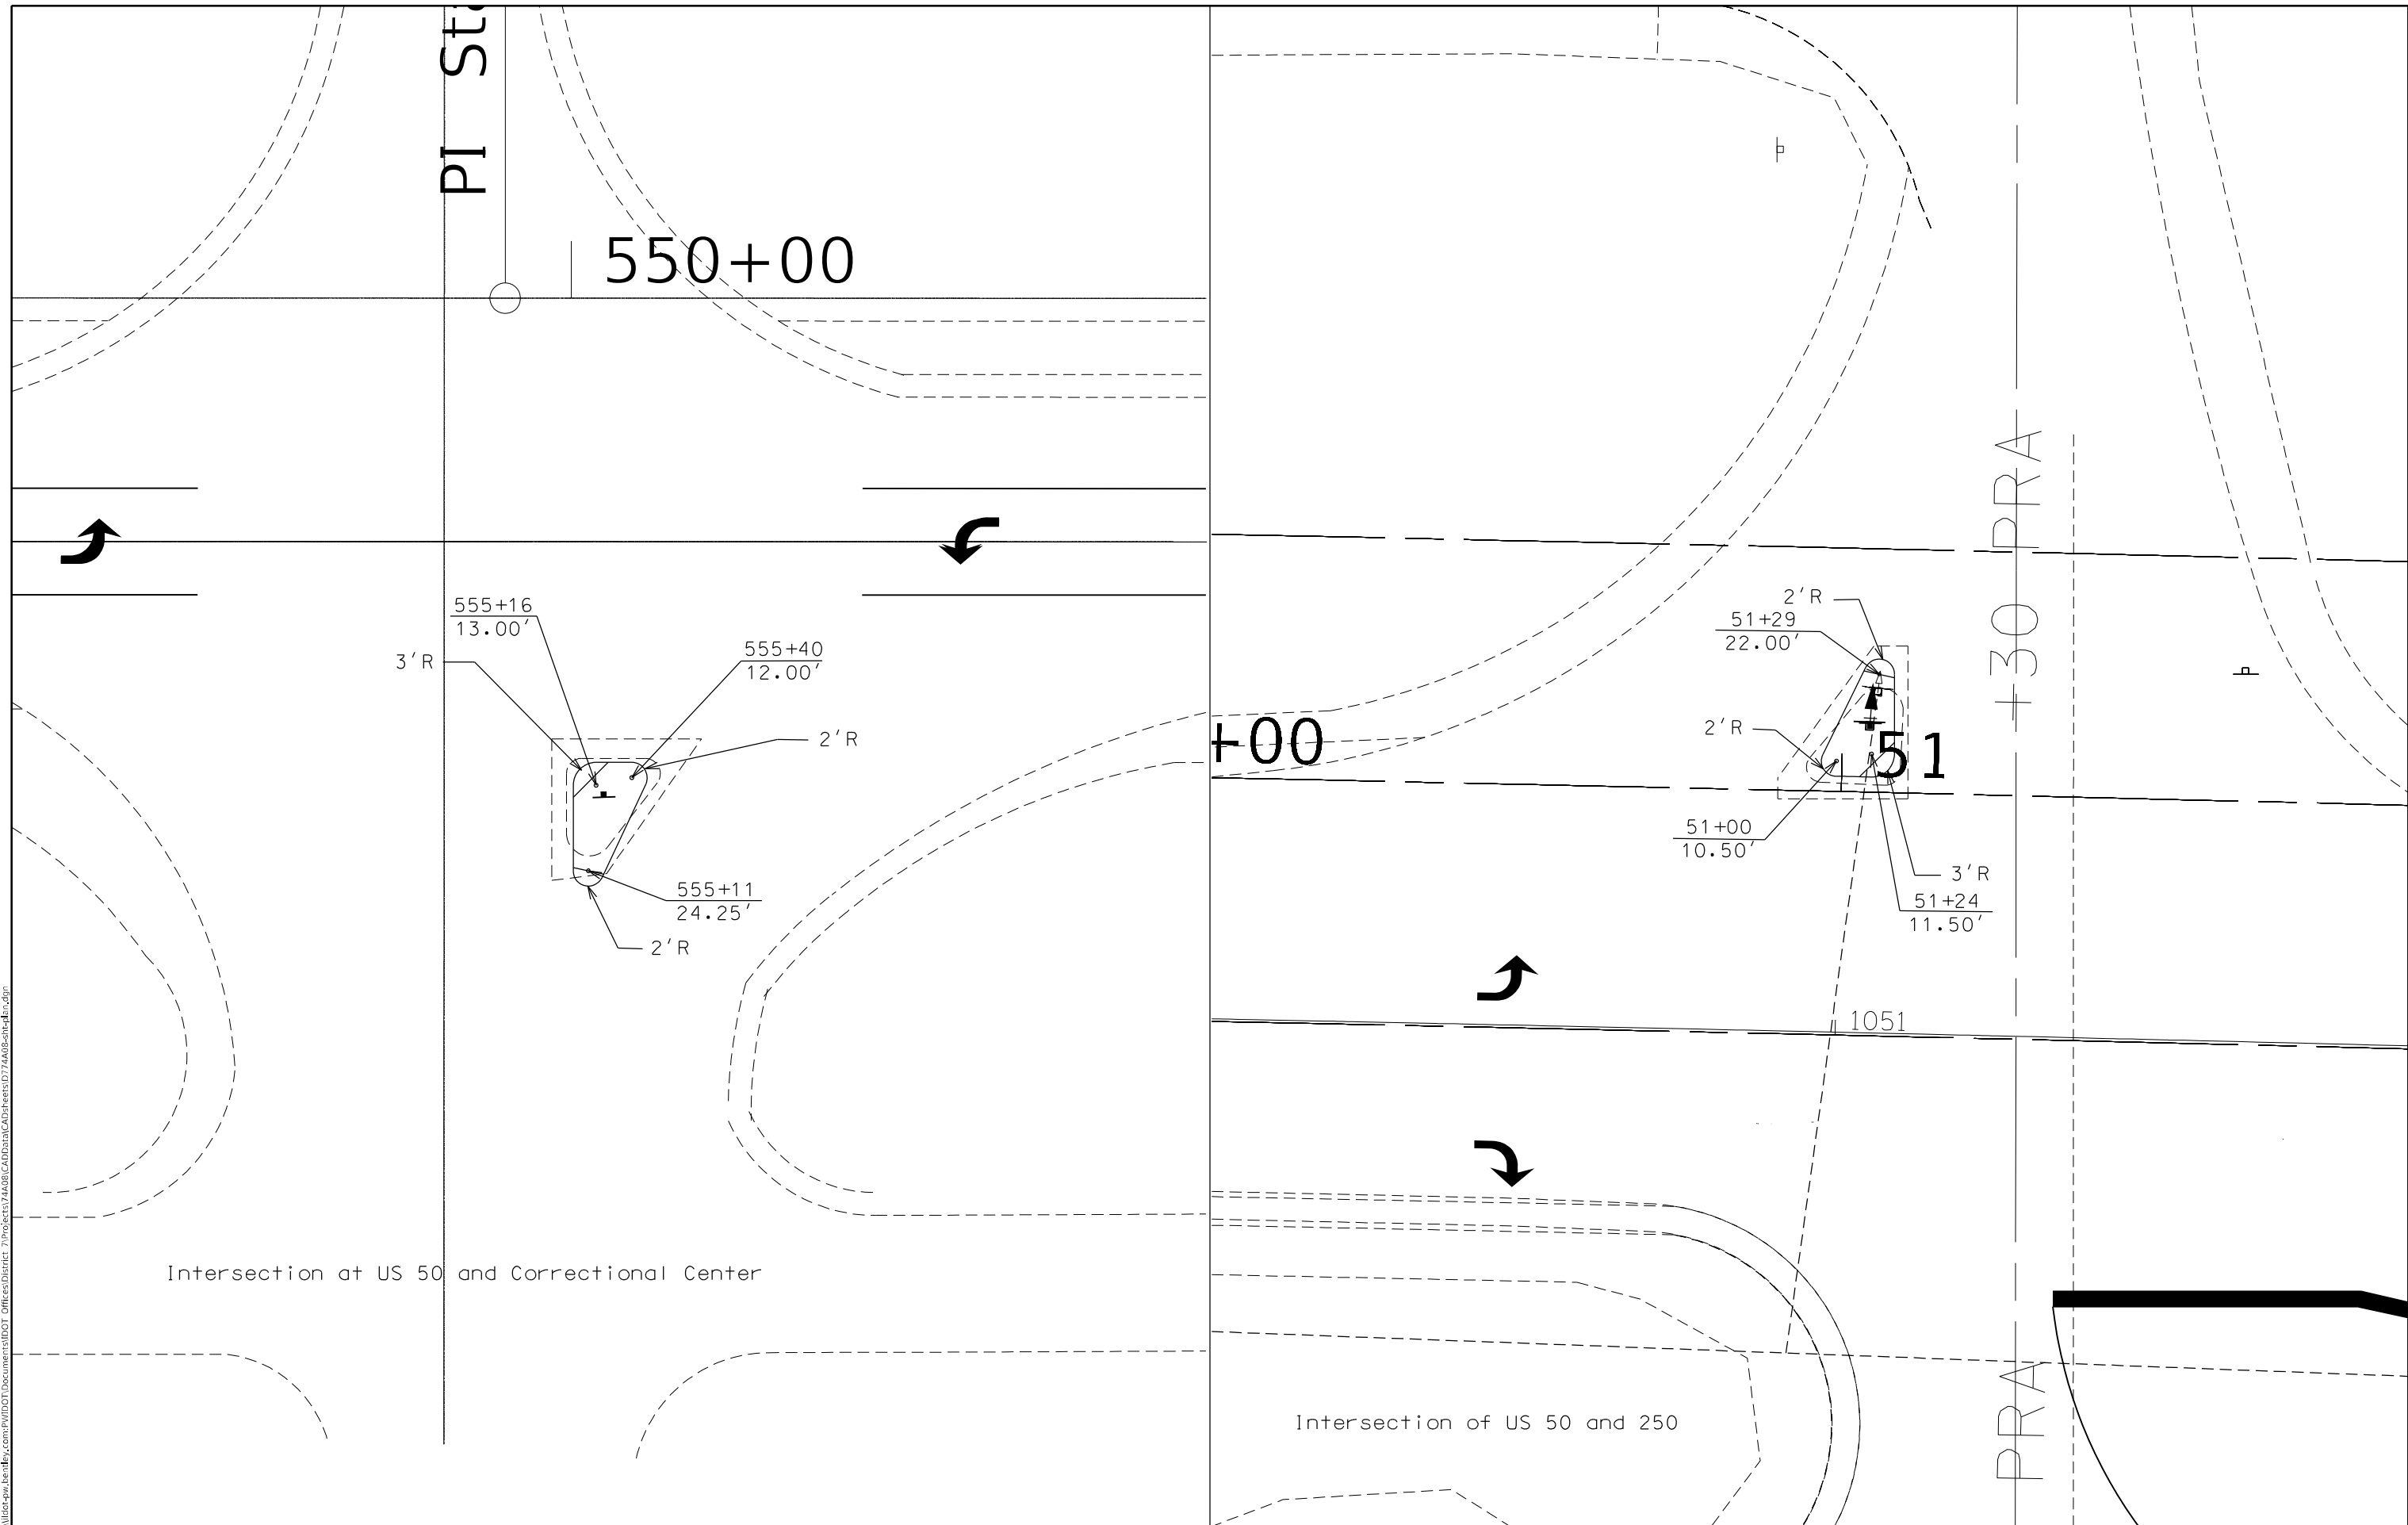 PI Sta
550+00
555+16
13.00'
3'R
555+40
12.00'
2'R
555+11
24.25'
2'R
Intersection at US 50 and Correctional Center
+00
2'R
51+29
22.00'
2'R
51
51+00
10.50'
3'R
51+24
11.50'
1051
+30 PRA
PRA
Intersection of US 50 and 250